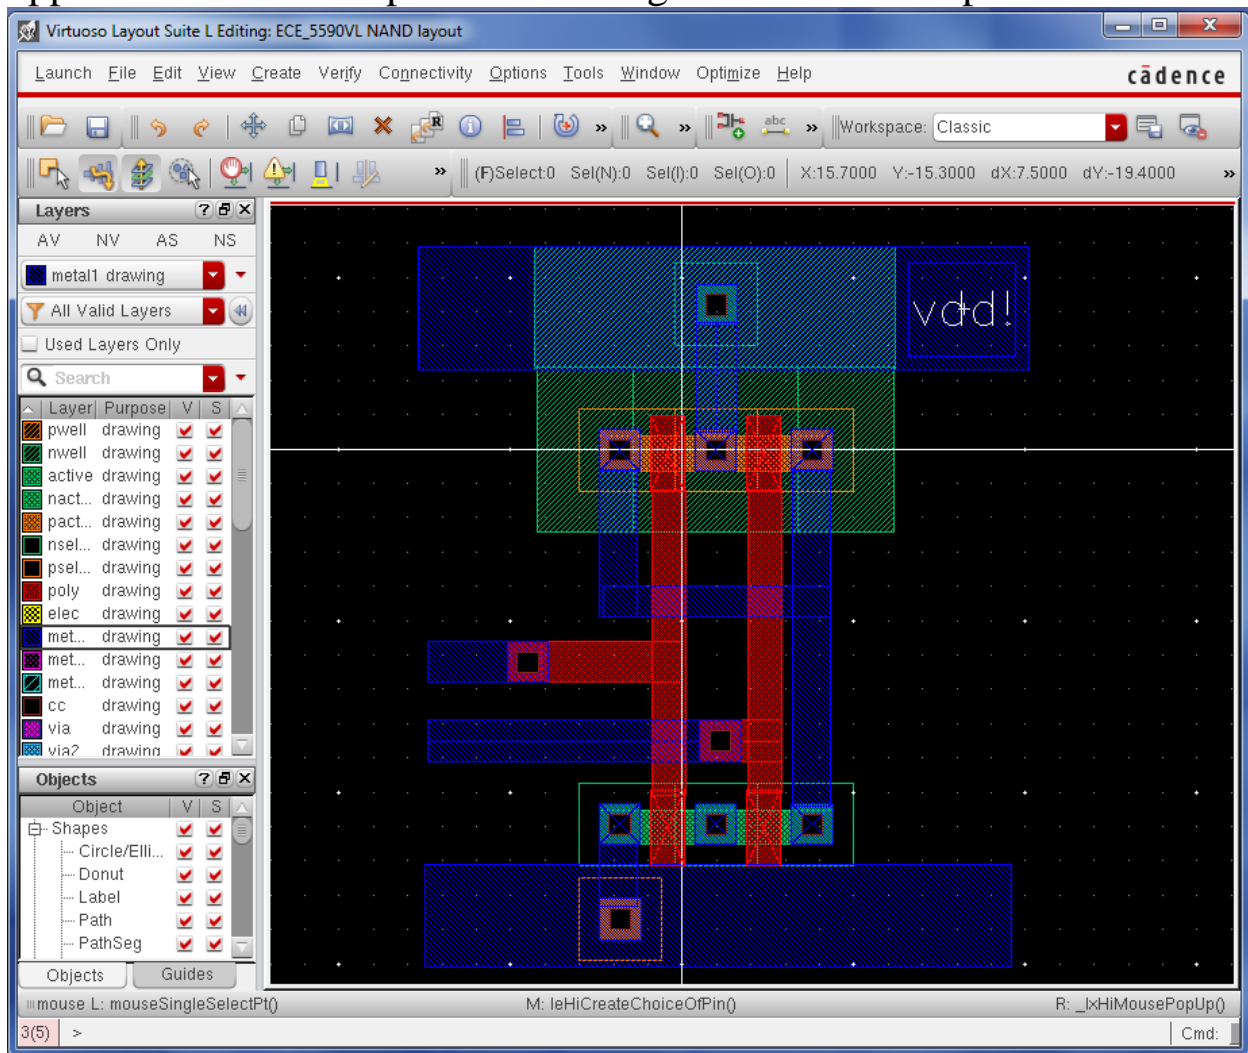 Virtuoso Layout Suite L Editing: ECE_5590VL NAND layout
Launch File Edit View Create Verify Connectivity Options Tools Window Optimize Help
cādence
» » abc » Workspace: Classic
» (F)Select:0 Sel(N):0 Sel(I):0 Sel(O):0 X:15.7000 Y:-15.3000 dX:7.5000 dY:-19.4000 »
Layers
AV NV AS NS
metal1 drawing
All Valid Layers
Used Layers Only
Search
Layer Purpose V S
pwell drawing
nwell drawing
active drawing
nact... drawing
pact... drawing
nsel... drawing
psel... drawing
poly drawing
elec drawing
met... drawing
met... drawing
met... drawing
cc drawing
via drawing
via2 drawing
Objects
Object V S
Shapes
Circle/Elli...
Donut
Label
Path
PathSeg
Objects Guides
vdd!
mouse L: mouseSingleSelectPt() M: leHiCreateChoiceOfPin() R: _lxHiMousePopUp()
3(5) > Cmd: